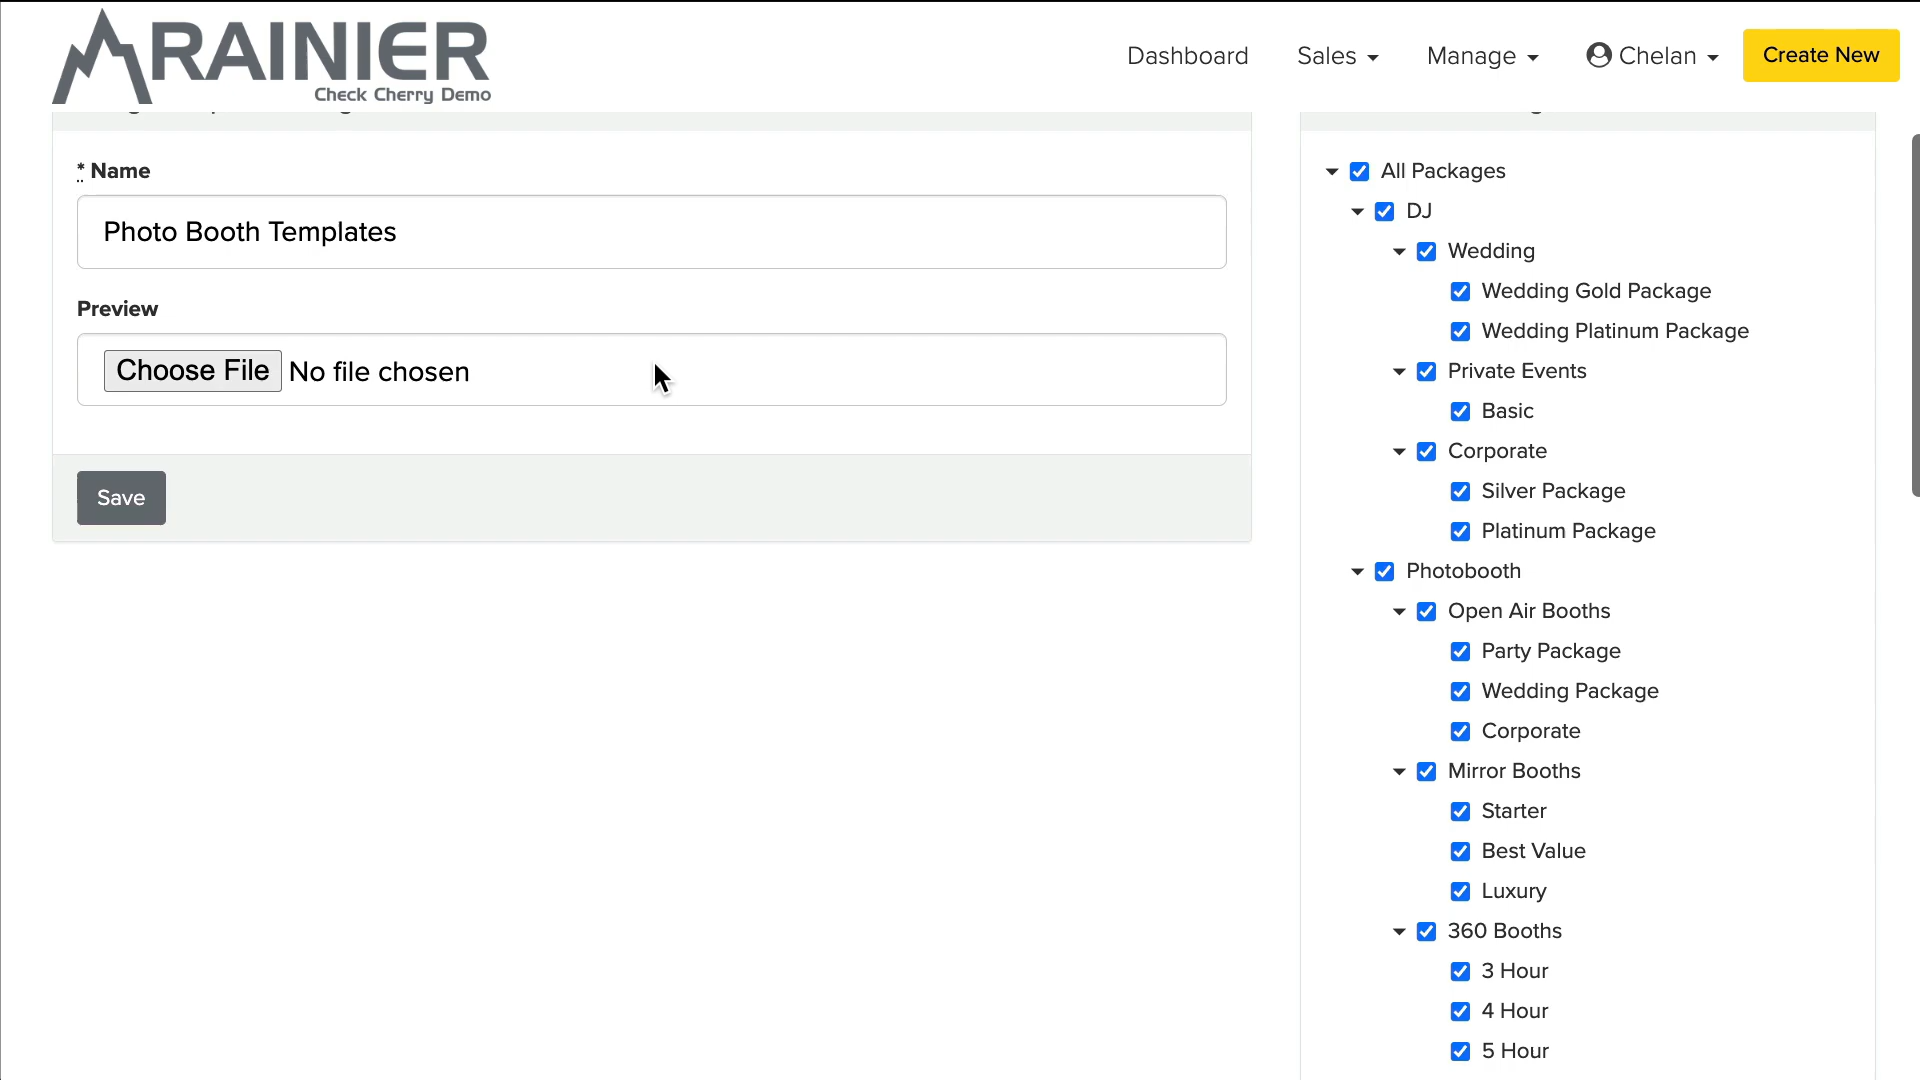 RAINIER
Check Cherry Demo
Dashboard
Sales
Manage
Chelan
Create New
* Name
Photo Booth Templates
Preview
Choose File No file chosen
Save
All Packages
DJ
Wedding
Wedding Gold Package
Wedding Platinum Package
Private Events
Basic
Corporate
Silver Package
Platinum Package
Photobooth
Open Air Booths
Party Package
Wedding Package
Corporate
Mirror Booths
Starter
Best Value
Luxury
360 Booths
3 Hour
4 Hour
5 Hour